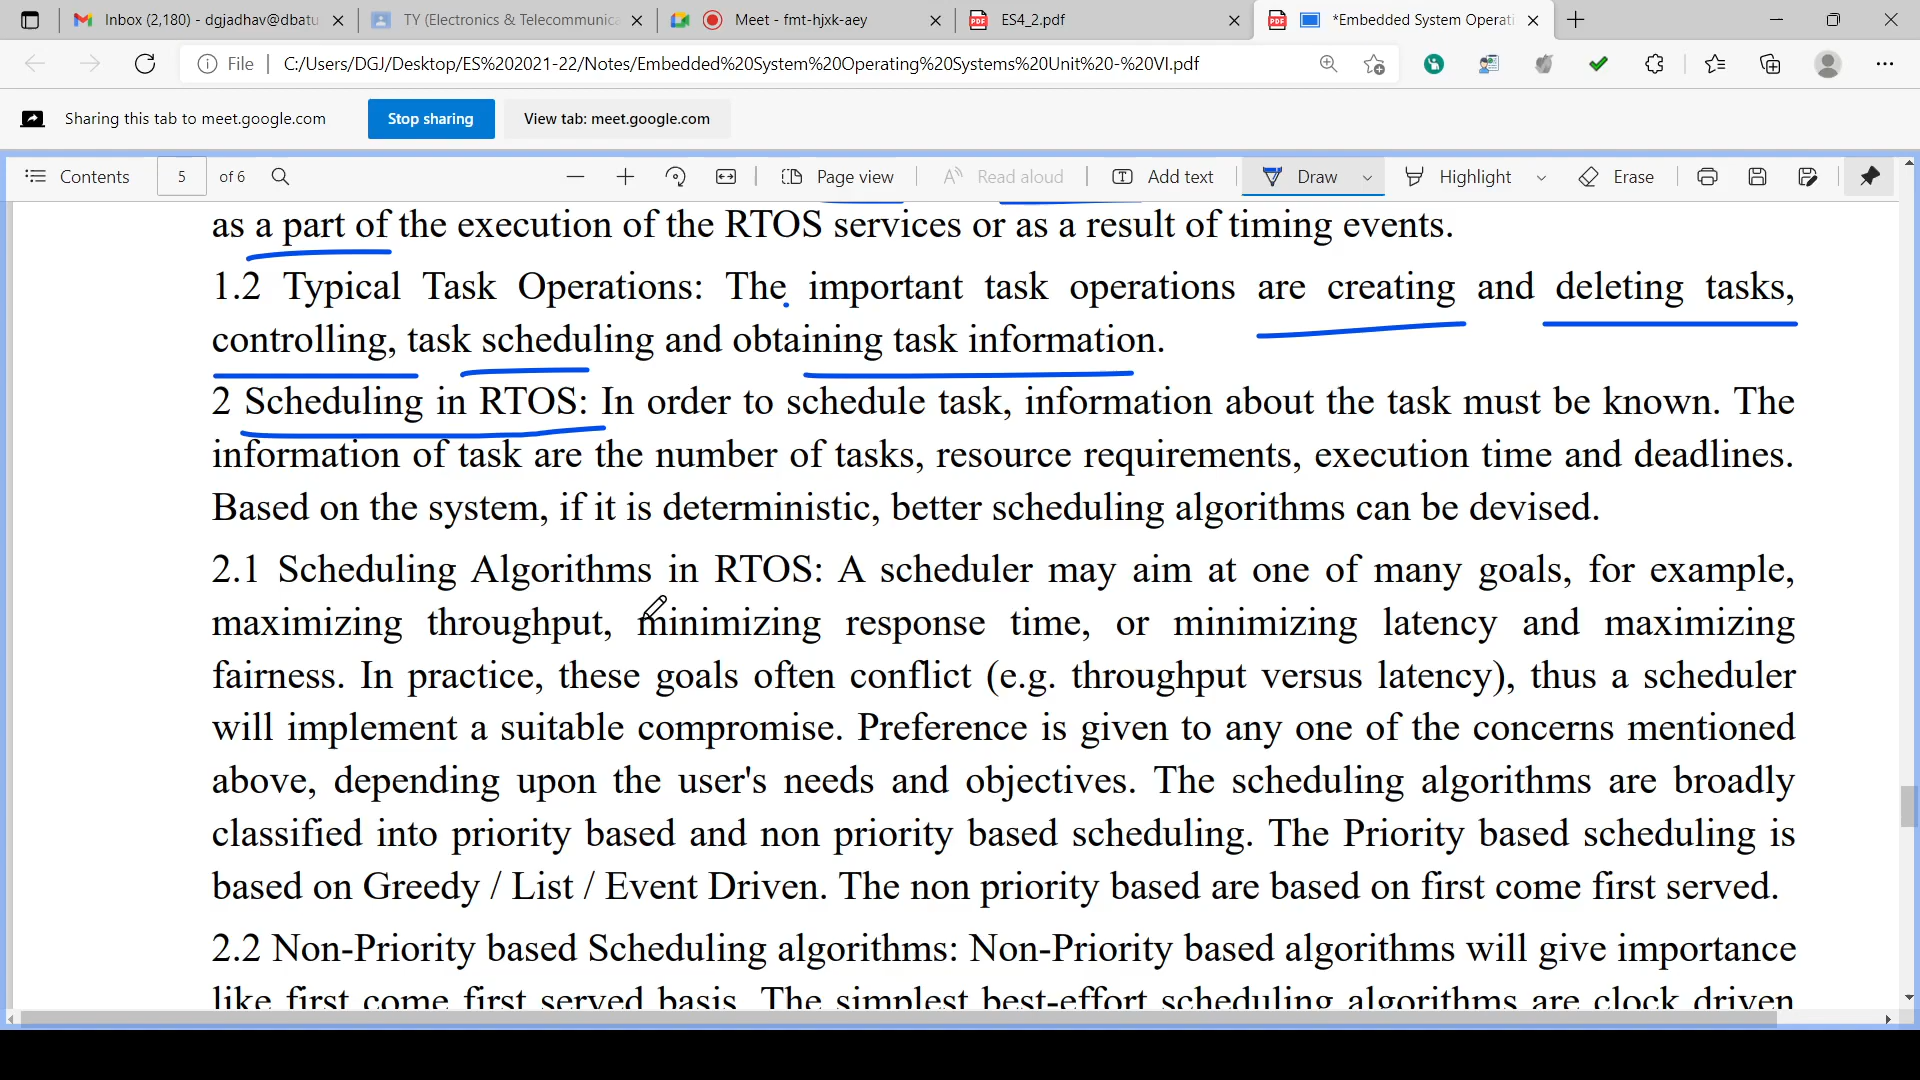 Inbox (2,180) - dgjadhav@dbatu
TY (Electronics & Telecommunica
Meet - fmt-hjxk-aey
ES4_2.pdf
*Embedded System Operati
File
C:/Users/DGJ/Desktop/ES%202021-22/Notes/Embedded%20System%20Operating%20Systems%20Unit%20-%20VI.pdf
Sharing this tab to meet.google.com
Stop sharing
View tab: meet.google.com
Contents
5
of 6
Page view
Read aloud
Add text
Draw
Highlight
Erase
as a part of the execution of the RTOS services or as a result of timing events.
1.2 Typical Task Operations: The important task operations are creating and deleting tasks,
controlling, task scheduling and obtaining task information.
2 Scheduling in RTOS: In order to schedule task, information about the task must be known. The
information of task are the number of tasks, resource requirements, execution time and deadlines.
Based on the system, if it is deterministic, better scheduling algorithms can be devised.
2.1 Scheduling Algorithms in RTOS: A scheduler may aim at one of many goals, for example,
maximizing throughput, minimizing response time, or minimizing latency and maximizing
fairness. In practice, these goals often conflict (e.g. throughput versus latency), thus a scheduler
will implement a suitable compromise. Preference is given to any one of the concerns mentioned
above, depending upon the user's needs and objectives. The scheduling algorithms are broadly
classified into priority based and non priority based scheduling. The Priority based scheduling is
based on Greedy / List / Event Driven. The non priority based are based on first come first served.
2.2 Non-Priority based Scheduling algorithms: Non-Priority based algorithms will give importance
like first come first served basis. The simplest best-effort scheduling algorithms are clock driven